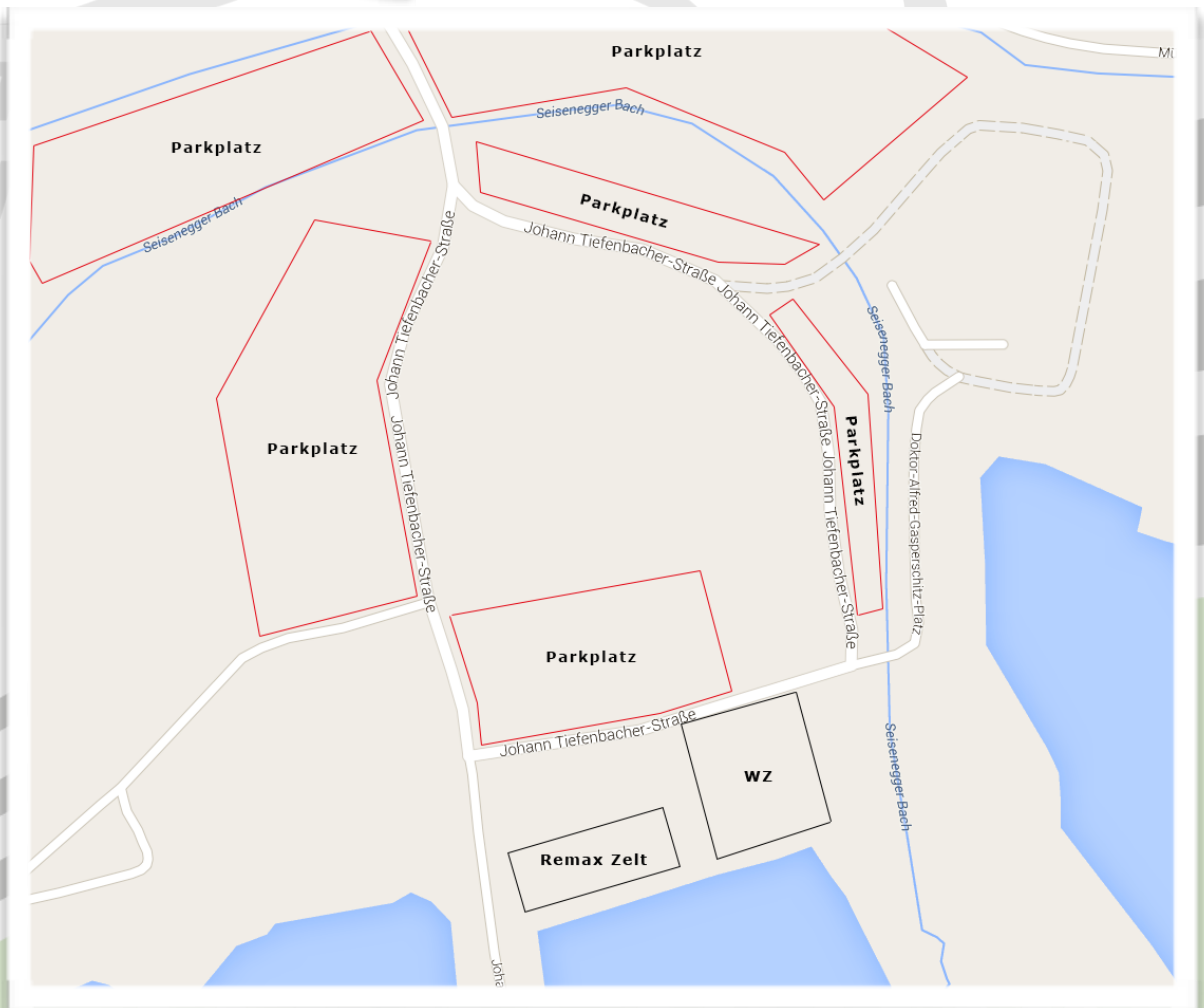 Parkplatz
Mü
Seisenegger Bach
Parkplatz
Parkplatz
Seisenegger Bach
Johann Tiefenbacher-Straße
Johann Tiefenbacher-Straße
Johann Tiefenbacher-Straße
Seisenegger Bach
Johann Tiefenbacher-Straße
Parkplatz
Parkplatz
Johann Tiefenbacher-Straße
Johann Tiefenbacher-Straße
Doktor-Alfred-Gasperschitz-Platz
Parkplatz
Johann Tiefenbacher-Straße
Seisenegger Bach
WZ
Remax Zelt
Joha